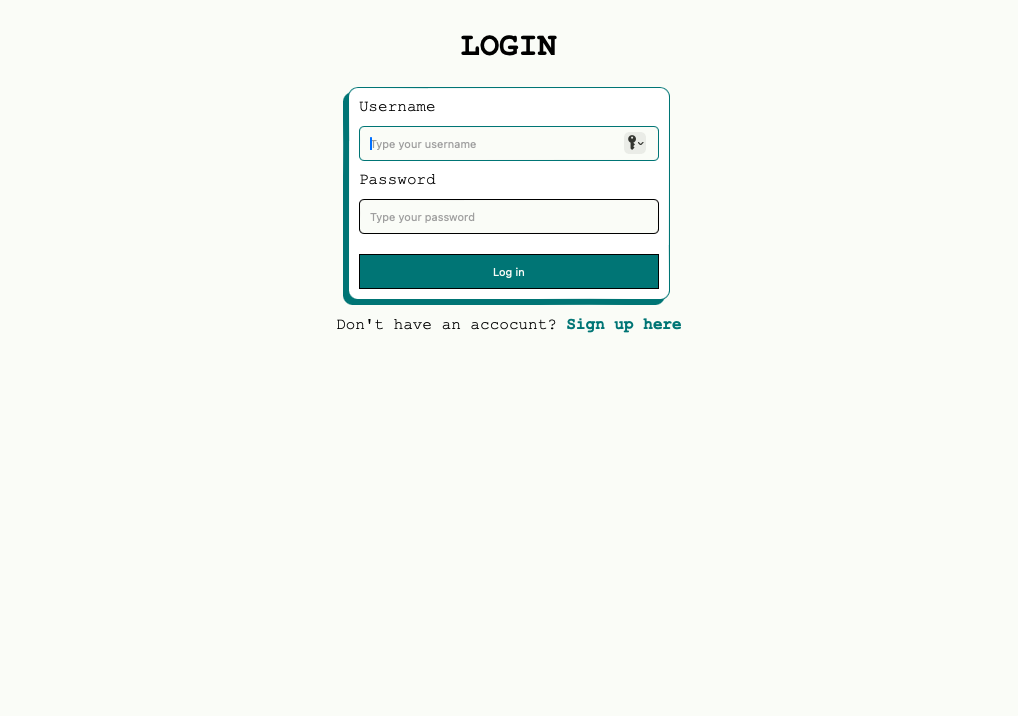 LOGIN
Username
Type your username
Password
Type your password
Log in
Don't have an accocunt? Sign up here